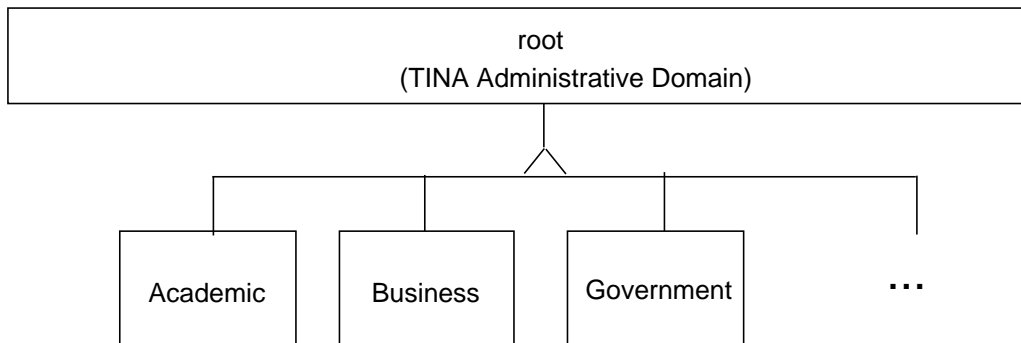 root
(TINA Administrative Domain)
Academic
Business
Government
...